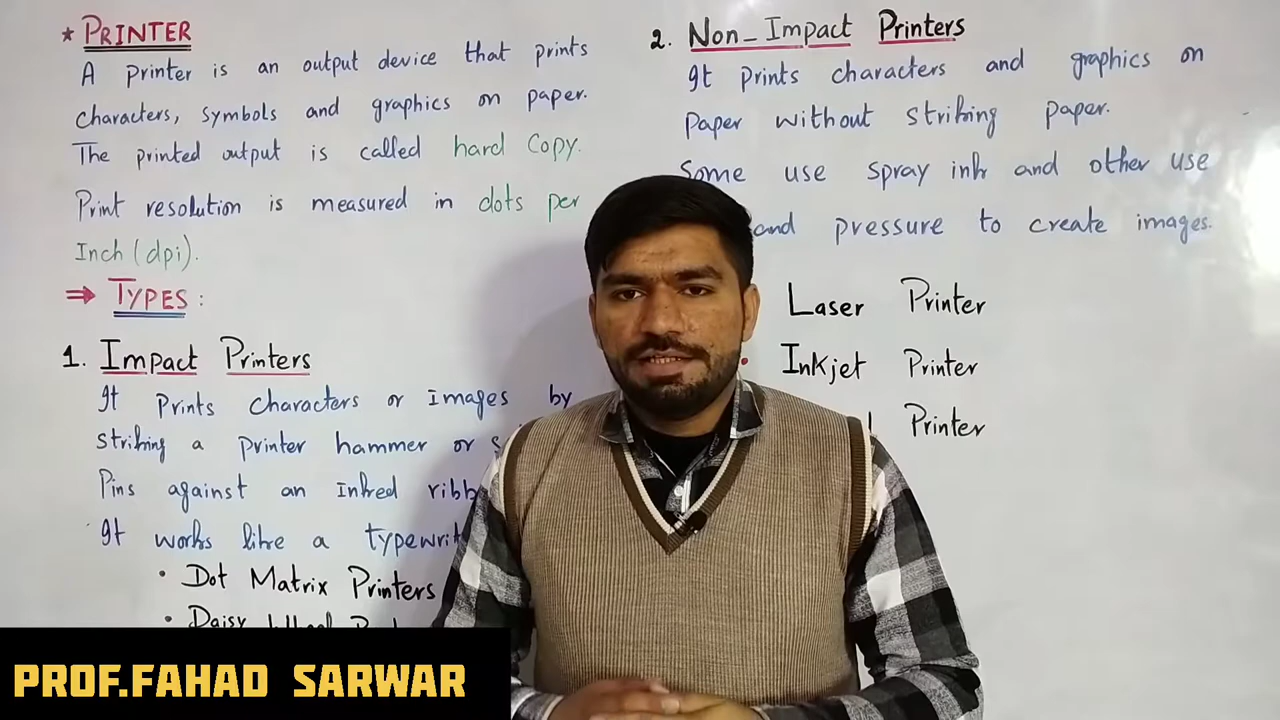 * PRINTER
A printer is an output device that prints
characters, symbols and graphics on paper.
The printed output is called hard Copy.
Print resolution is measured in dots per
Inch (dpi).
⇒ TYPES :
1. Impact Printers
It prints characters or images by
striking a printer hammer or
Pins against an Inked
It works like a
• Dot Matrix Printers
• Daisy
2. Non-Impact Printers
It prints characters and graphics on
paper without striking paper.
Some use spray ink and other use
and pressure to create images.
Laser Printer
• Inkjet Printer
Printer
PROF.FAHAD SARWAR